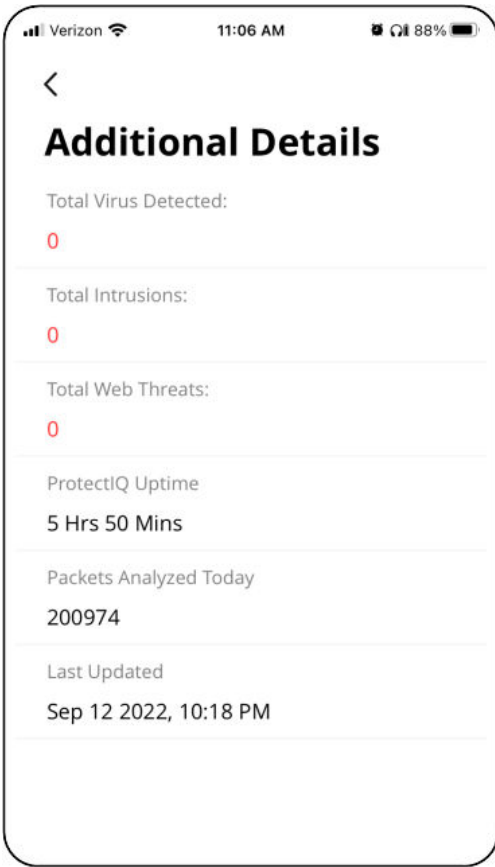 Verizon 11:06 AM 88%
Additional Details
Total Virus Detected:
0
Total Intrusions:
0
Total Web Threats:
0
ProtectIQ Uptime
5 Hrs 50 Mins
Packets Analyzed Today
200974
Last Updated
Sep 12 2022, 10:18 PM